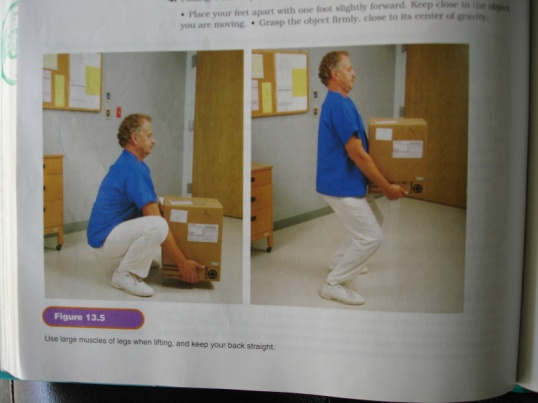 • Place your feet apart with one foot slightly forward. Keep close to the object
you are moving. • Grasp the object firmly, close to its center of gravity.
Figure 13.5
Use large muscles of legs when lifting, and keep your back straight.